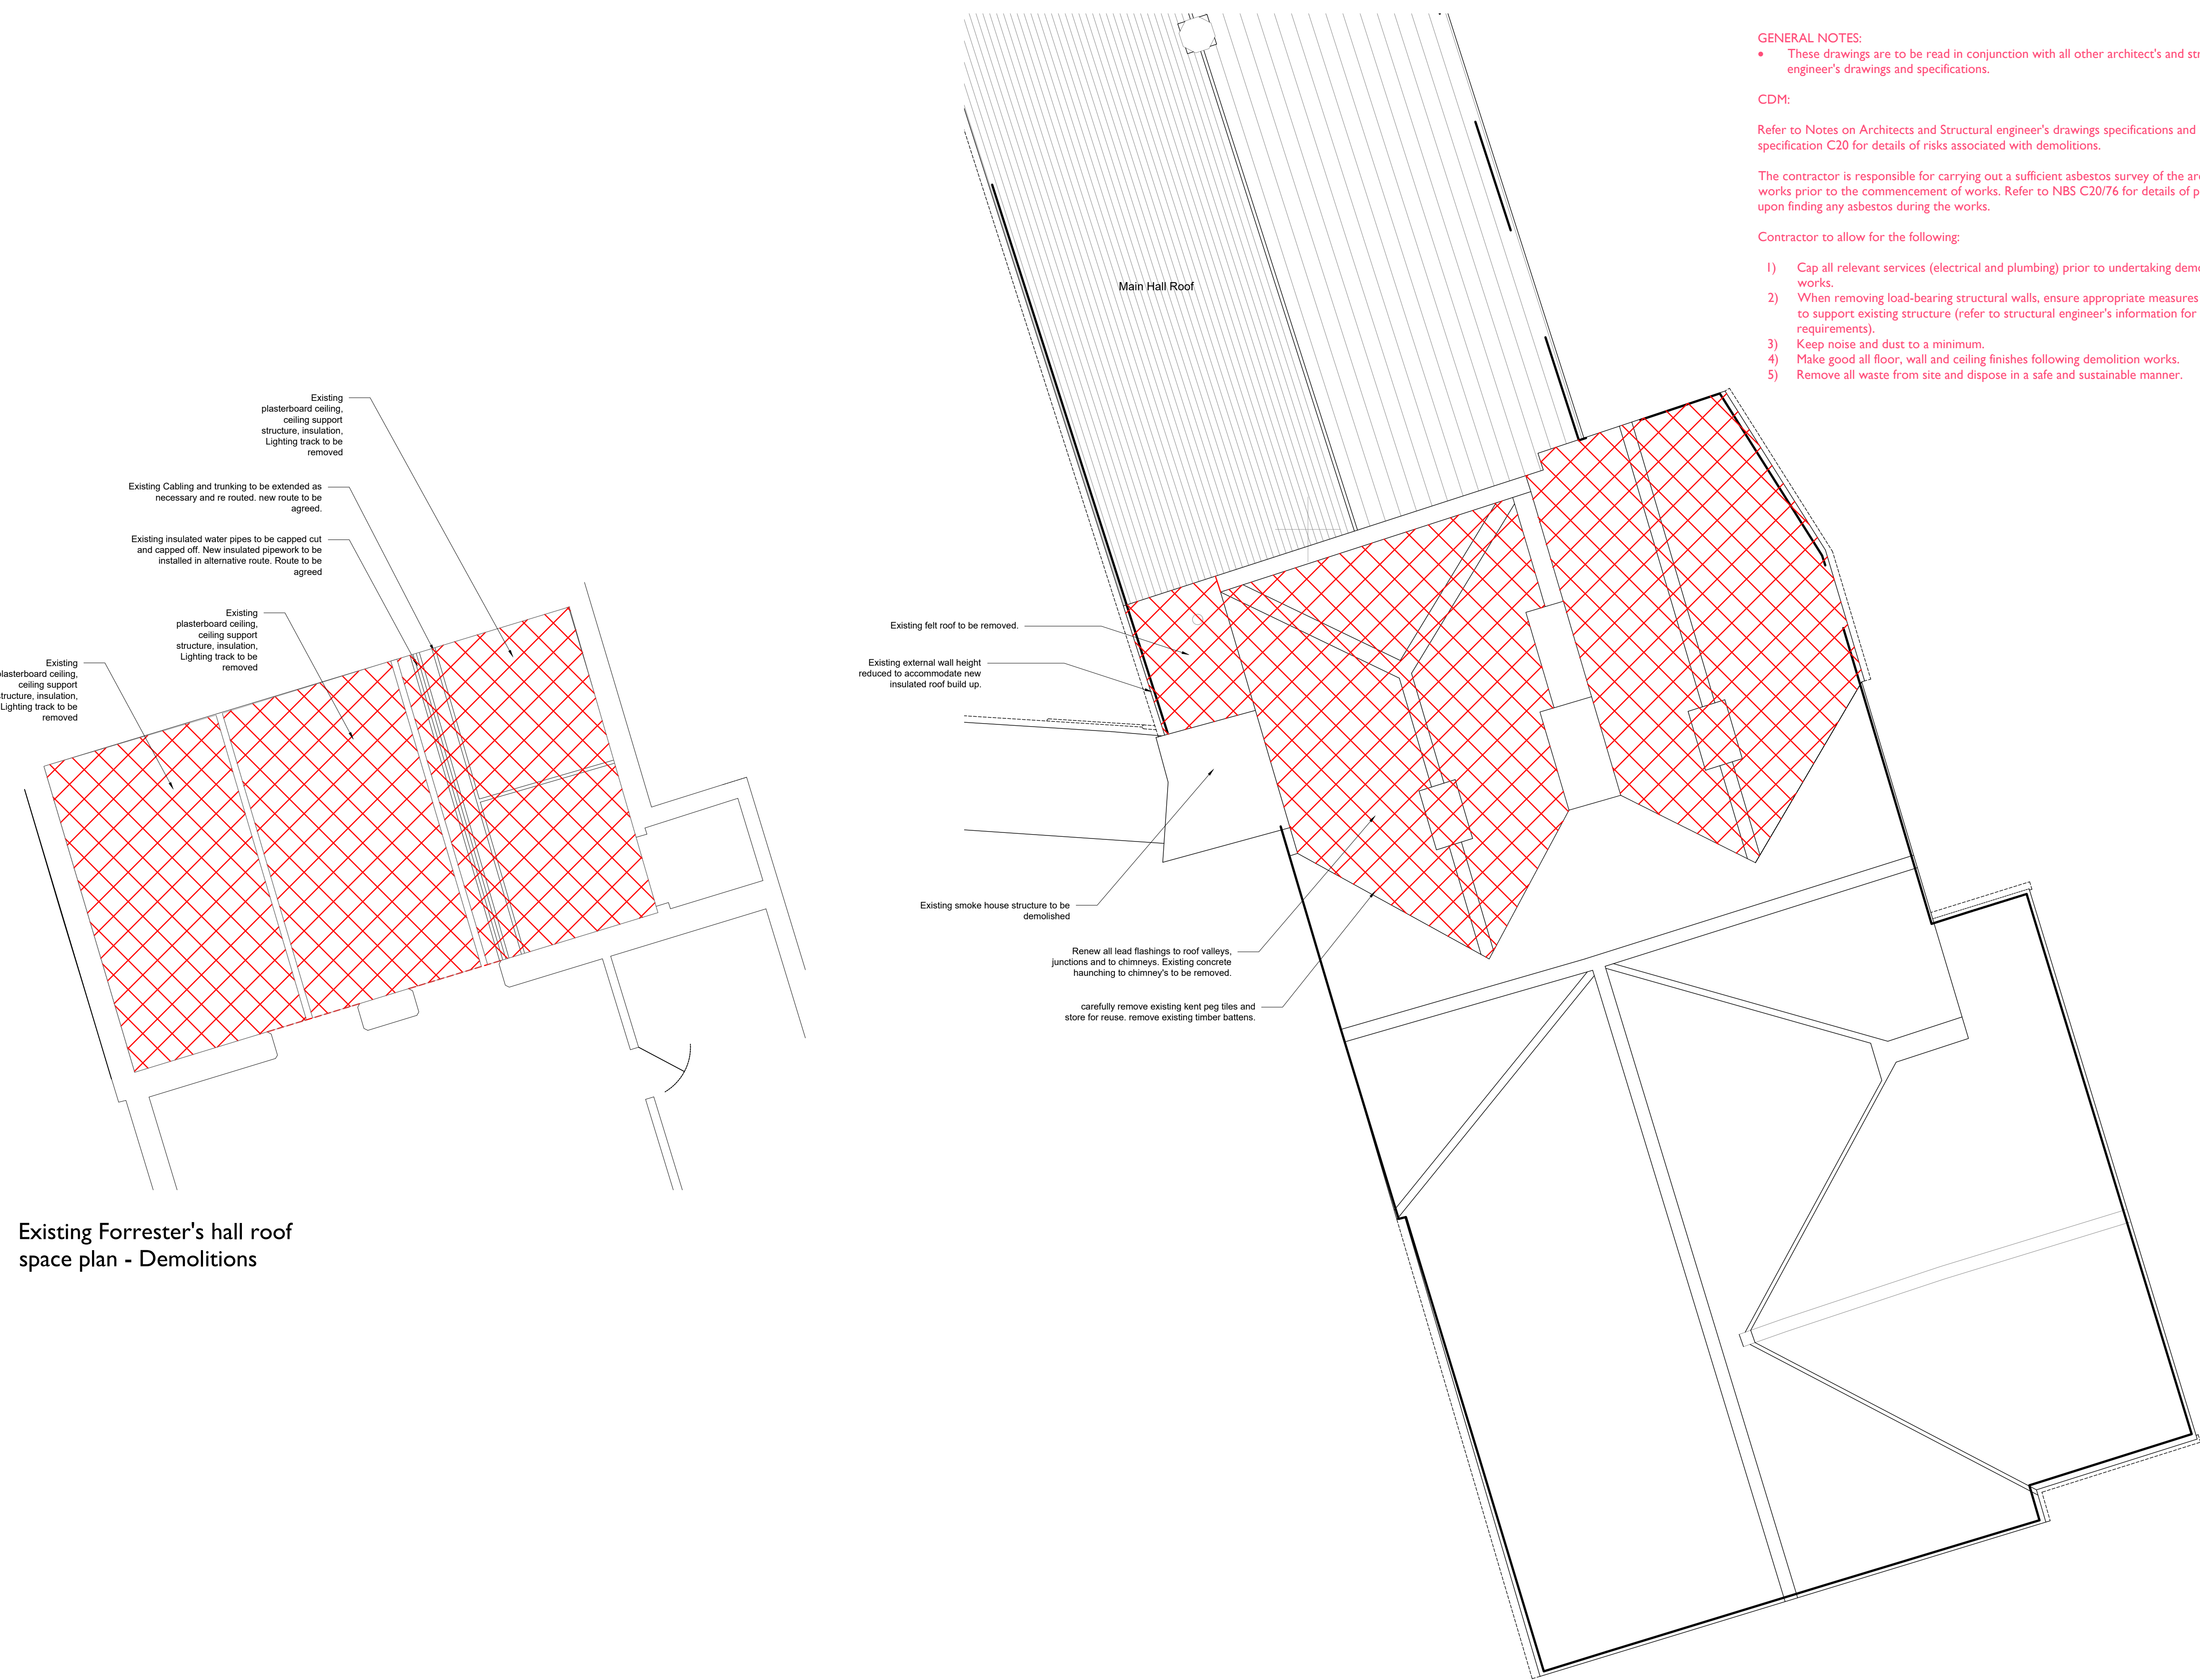 GENERAL NOTES:
• These drawings are to be read in conjunction with all other architect's and
engineer's drawings and specifications.
CDM:
Refer to Notes on Architects and Structural engineer's drawings specifications and
specification C20 for details of risks associated with demolitions.
The contractor is responsible for carrying out a sufficient asbestos survey of the
works prior to the commencement of works. Refer to NBS C20/76 for details of
upon finding any asbestos during the works.
Contractor to allow for the following:
1) Cap all relevant services (electrical and plumbing) prior to undertaking
works.
2) When removing load-bearing structural walls, ensure appropriate measures
to support existing structure (refer to structural engineer's information for
requirements).
3) Keep noise and dust to a minimum.
4) Make good all floor, wall and ceiling finishes following demolition works.
5) Remove all waste from site and dispose in a safe and sustainable manner.
Main Hall Roof
Existing
plasterboard ceiling,
ceiling support
structure, insulation,
Lighting track to be
removed
Existing Cabling and trunking to be extended as
necessary and re routed. new route to be
agreed.
Existing insulated water pipes to be capped cut
and capped off. New insulated pipework to be
installed in alternative route. Route to be
agreed
Existing
plasterboard ceiling,
ceiling support
structure, insulation,
Lighting track to be
removed
Existing
plasterboard ceiling,
ceiling support
structure, insulation,
Lighting track to be
removed
Existing felt roof to be removed.
Existing external wall height
reduced to accommodate new
insulated roof build up.
Existing smoke house structure to be
demolished
Renew all lead flashings to roof valleys,
junctions and to chimneys. Existing concrete
haunching to chimney's to be removed.
carefully remove existing kent peg tiles and
store for reuse. remove existing timber battens.
Existing Forrester's hall roof
space plan - Demolitions